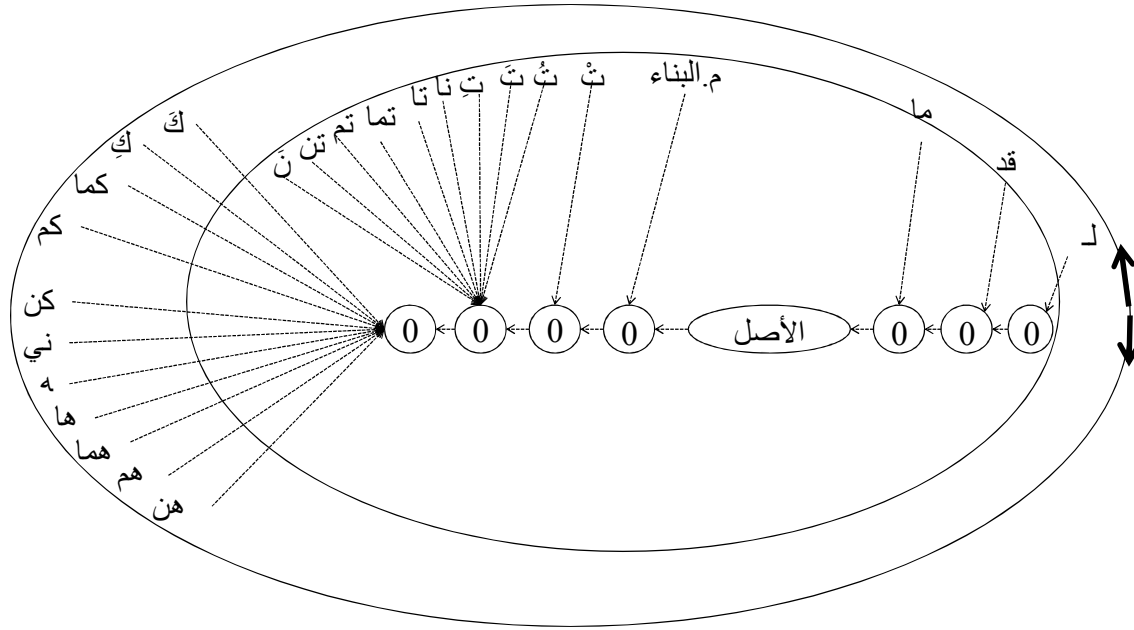 م.البناء
تْ
تُ
تَ
تِ
نا
تا
تما
تم
تن
نَ
ما
قد
لـ
كَ
كِ
كما
كم
كن
ني
ه
ها
هما
هم
هن
0 0 0 الأصل 0 0 0 0